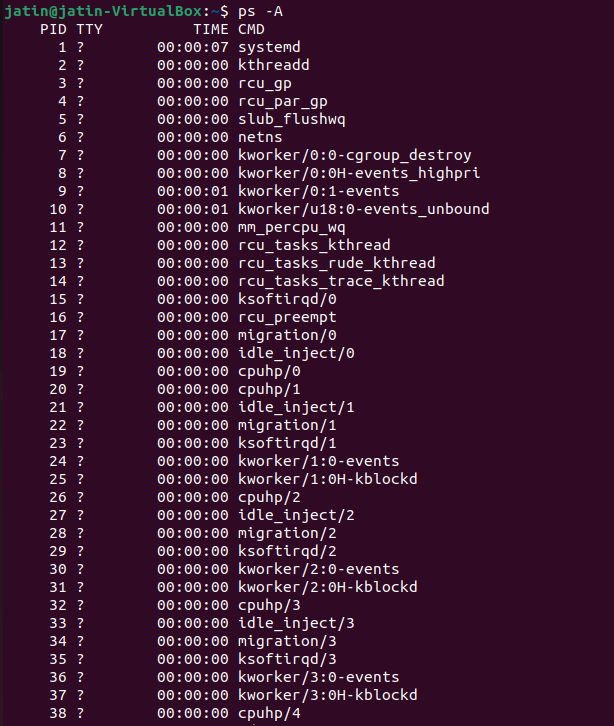 jatin@jatin-VirtualBox:~$ ps -A
    PID TTY          TIME CMD
      1 ?        00:00:07 systemd
      2 ?        00:00:00 kthreadd
      3 ?        00:00:00 rcu_gp
      4 ?        00:00:00 rcu_par_gp
      5 ?        00:00:00 slub_flushwq
      6 ?        00:00:00 netns
      7 ?        00:00:00 kworker/0:0-cgroup_destroy
      8 ?        00:00:00 kworker/0:0H-events_highpri
      9 ?        00:00:01 kworker/0:1-events
     10 ?        00:00:01 kworker/u18:0-events_unbound
     11 ?        00:00:00 mm_percpu_wq
     12 ?        00:00:00 rcu_tasks_kthread
     13 ?        00:00:00 rcu_tasks_rude_kthread
     14 ?        00:00:00 rcu_tasks_trace_kthread
     15 ?        00:00:00 ksoftirqd/0
     16 ?        00:00:00 rcu_preempt
     17 ?        00:00:00 migration/0
     18 ?        00:00:00 idle_inject/0
     19 ?        00:00:00 cpuhp/0
     20 ?        00:00:00 cpuhp/1
     21 ?        00:00:00 idle_inject/1
     22 ?        00:00:00 migration/1
     23 ?        00:00:00 ksoftirqd/1
     24 ?        00:00:00 kworker/1:0-events
     25 ?        00:00:00 kworker/1:0H-kblockd
     26 ?        00:00:00 cpuhp/2
     27 ?        00:00:00 idle_inject/2
     28 ?        00:00:00 migration/2
     29 ?        00:00:00 ksoftirqd/2
     30 ?        00:00:00 kworker/2:0-events
     31 ?        00:00:00 kworker/2:0H-kblockd
     32 ?        00:00:00 cpuhp/3
     33 ?        00:00:00 idle_inject/3
     34 ?        00:00:00 migration/3
     35 ?        00:00:00 ksoftirqd/3
     36 ?        00:00:00 kworker/3:0-events
     37 ?        00:00:00 kworker/3:0H-kblockd
     38 ?        00:00:00 cpuhp/4